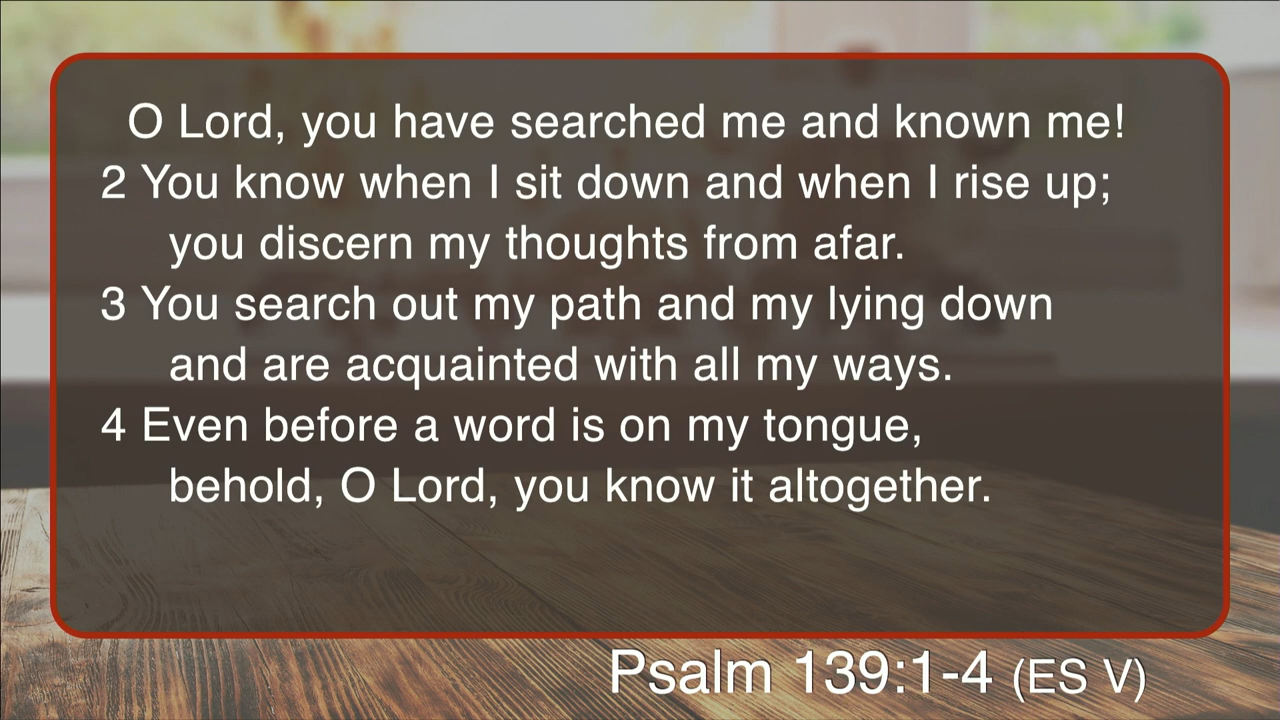 O Lord, you have searched me and known me!
2 You know when I sit down and when I rise up;
you discern my thoughts from afar.
3 You search out my path and my lying down
and are acquainted with all my ways.
4 Even before a word is on my tongue,
behold, O Lord, you know it altogether.
Psalm 139:1-4 (ES V)